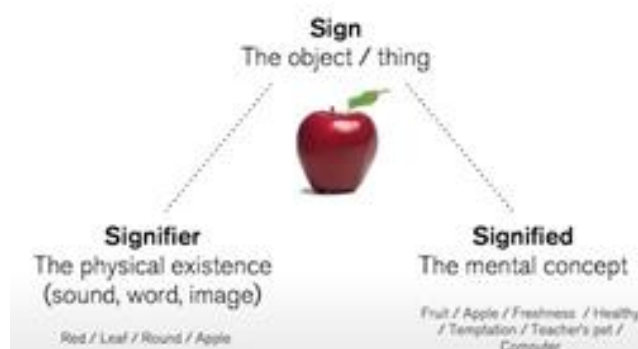 Sign
The object / thing
Signifier
The physical existence
(sound, word, image)
Red / Leaf / Round / Apple
Signified
The mental concept
Fruit / Apple / Freshness / Healthy
/ Temptation / Teacher's pet /
Computer